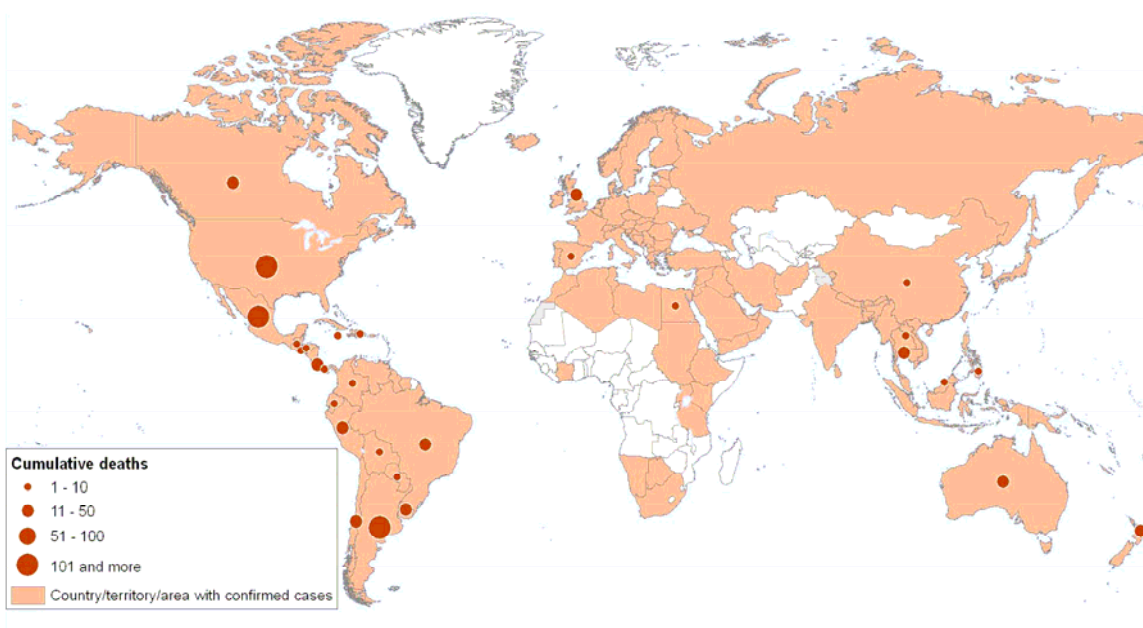 Cumulative deaths
1 - 10
11 - 50
51 - 100
101 and more
Country/territory/area with confirmed cases